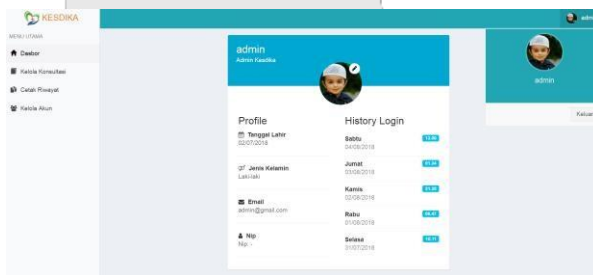 KESDIKA
MENU UTAMA
Dasbor
Kelola Konsultasi
Cetak Riwayat
Kelola Akun
admin
Admin Kesdika
Profile
Tanggal Lahir
02/07/2018
Jenis Kelamin
Laki-laki
Email
admin@gmail.com
Nip
Nip : -
History Login
Sabtu
04/08/2018
Jumat
03/08/2018
Kamis
02/08/2018
Rabu
01/08/2018
Selasa
31/07/2018
admin
Keluar